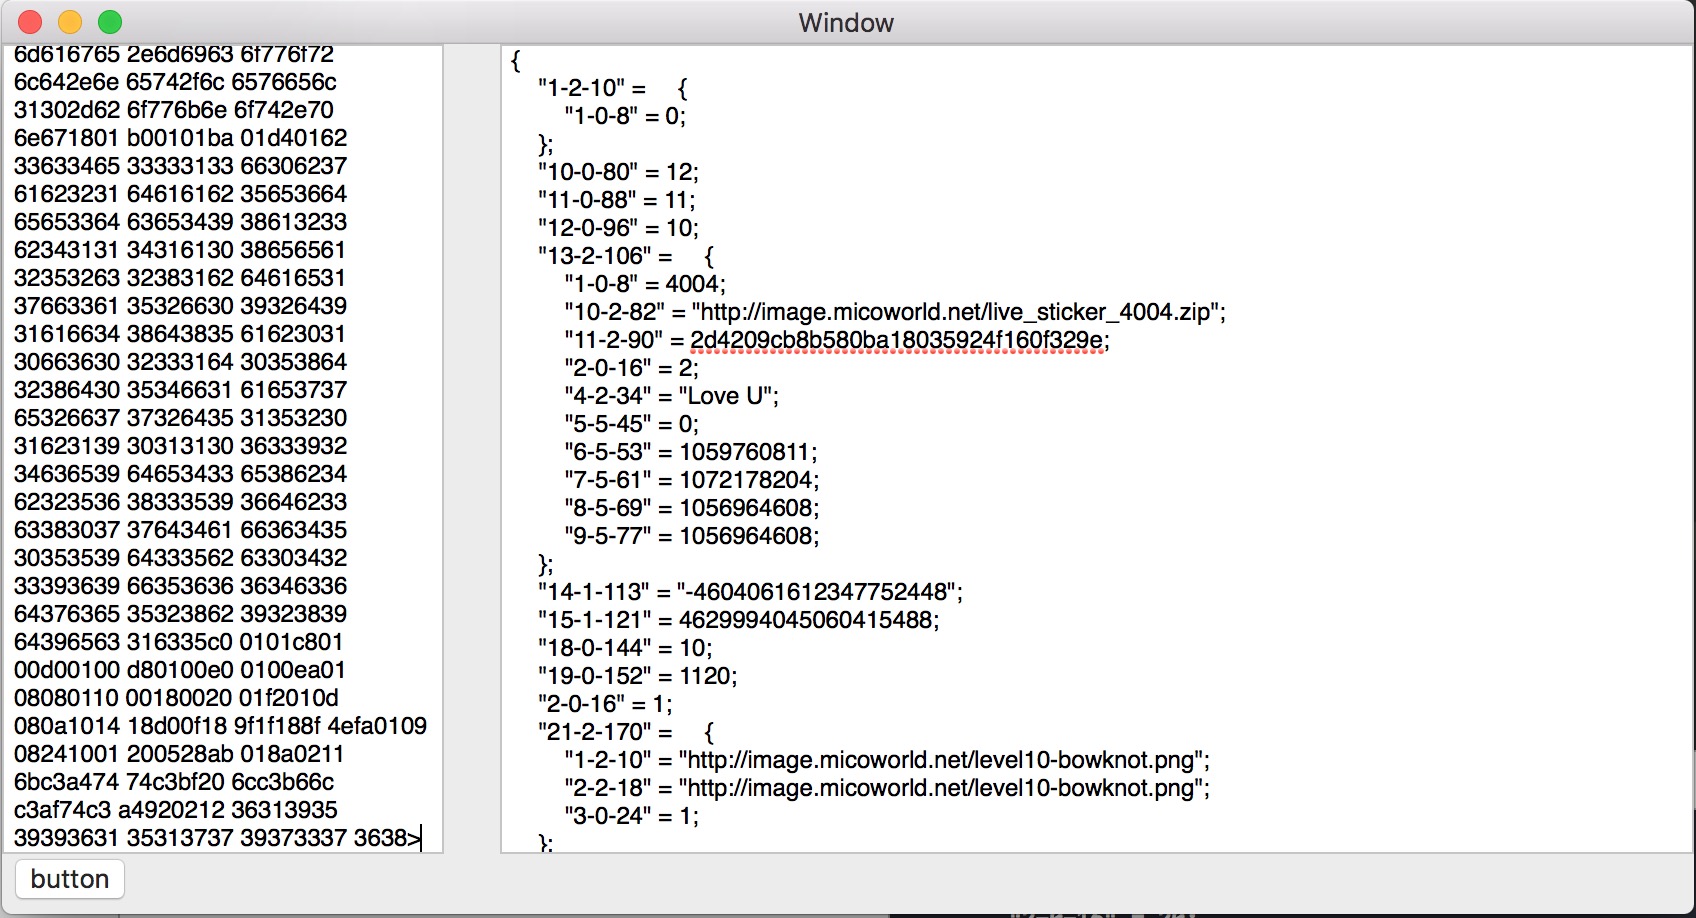 Window
6d616765 2e6d6963 6f776f72
6c642e6e 65742f6c 6576656c
31302d62 6f776b6e 6f742e70
6e671801 b00101ba 01d40162
33633465 33333133 66306237
61623231 64616162 35653664
65653364 63653439 38613233
62343131 34316130 38656561
32353263 32383162 64616531
37663361 35326630 39326439
31616634 38643835 61623031
30663630 32333164 30353864
32386430 35346631 61653737
65326637 37326435 31353230
31623139 30313130 36333932
34636539 64653433 65386234
62323536 38333539 36646233
63383037 37643461 66363435
30353539 64333562 63303432
33393639 66353636 36346336
64376365 35323862 39323839
64396563 316335c0 0101c801
00d00100 d80100e0 0100ea01
08080110 00180020 01f2010d
080a1014 18d00f18 9f1f188f 4efa0109
08241001 200528ab 018a0211
6bc3a474 74c3bf20 6cc3b66c
c3af74c3 a4920212 36313935
39393631 35313737 39373337 3638>
button
{
"1-2-10" = {
"1-0-8" = 0;
};
"10-0-80" = 12;
"11-0-88" = 11;
"12-0-96" = 10;
"13-2-106" = {
"1-0-8" = 4004;
"10-2-82" = "http://image.micoworld.net/live_sticker_4004.zip";
"11-2-90" = 2d4209cb8b580ba18035924f160f329e;
"2-0-16" = 2;
"4-2-34" = "Love U";
"5-5-45" = 0;
"6-5-53" = 1059760811;
"7-5-61" = 1072178204;
"8-5-69" = 1056964608;
"9-5-77" = 1056964608;
};
"14-1-113" = "-4604061612347752448";
"15-1-121" = 4629994045060415488;
"18-0-144" = 10;
"19-0-152" = 1120;
"2-0-16" = 1;
"21-2-170" = {
"1-2-10" = "http://image.micoworld.net/level10-bowknot.png";
"2-2-18" = "http://image.micoworld.net/level10-bowknot.png";
"3-0-24" = 1;
};